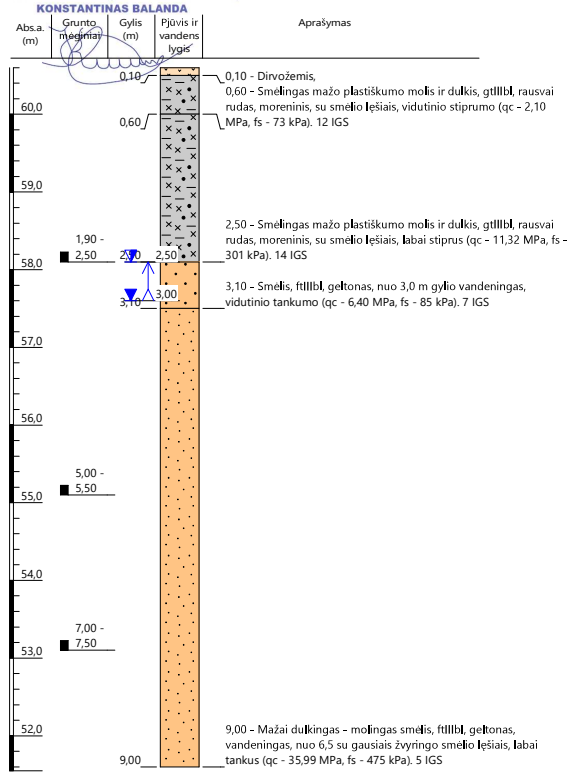 KONSTANTINAS BALANDA
Abs.a.
(m)
Grunto
mėginiai
Gylis
(m)
Pjūvis ir
vandens
lygis
Aprašymas
0,10
0,10 - Dirvožemis,
0,60 - Smėlingas mažo plastiškumo molis ir dulkis, gtIIIbl, rausvai
rudas, moreninis, su smėlio lęšiais, vidutinio stiprumo (qc - 2,10
MPa, fs - 73 kPa). 12 IGS
60,0
0,60
59,0
2,50 - Smėlingas mažo plastiškumo molis ir dulkis, gtIIIbl, rausvai
rudas, moreninis, su smėlio lęšiais, labai stiprus (qc - 11,32 MPa, fs -
301 kPa). 14 IGS
1,90 -
2,50
2,50
2,50
58,0
3,10 - Smėlis, ftIIIbl, geltonas, nuo 3,0 m gylio vandeningas,
vidutinio tankumo (qc - 6,40 MPa, fs - 85 kPa). 7 IGS
3,00
3,10
57,0
56,0
5,00 -
5,50
55,0
54,0
7,00 -
7,50
53,0
52,0
9,00 - Mažai dulkingas - molingas smėlis, ftIIIbl, geltonas,
vandeningas, nuo 6,5 su gausiais žvyringo smėlio lęšiais, labai
tankus (qc - 35,99 MPa, fs - 475 kPa). 5 IGS
9,00